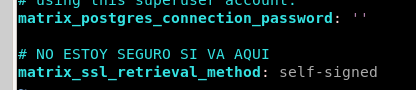 # using this superuser account.
matrix_postgres_connection_password: ''
# NO ESTOY SEGURO SI VA AQUI
matrix_ssl_retrieval_method: self-signed